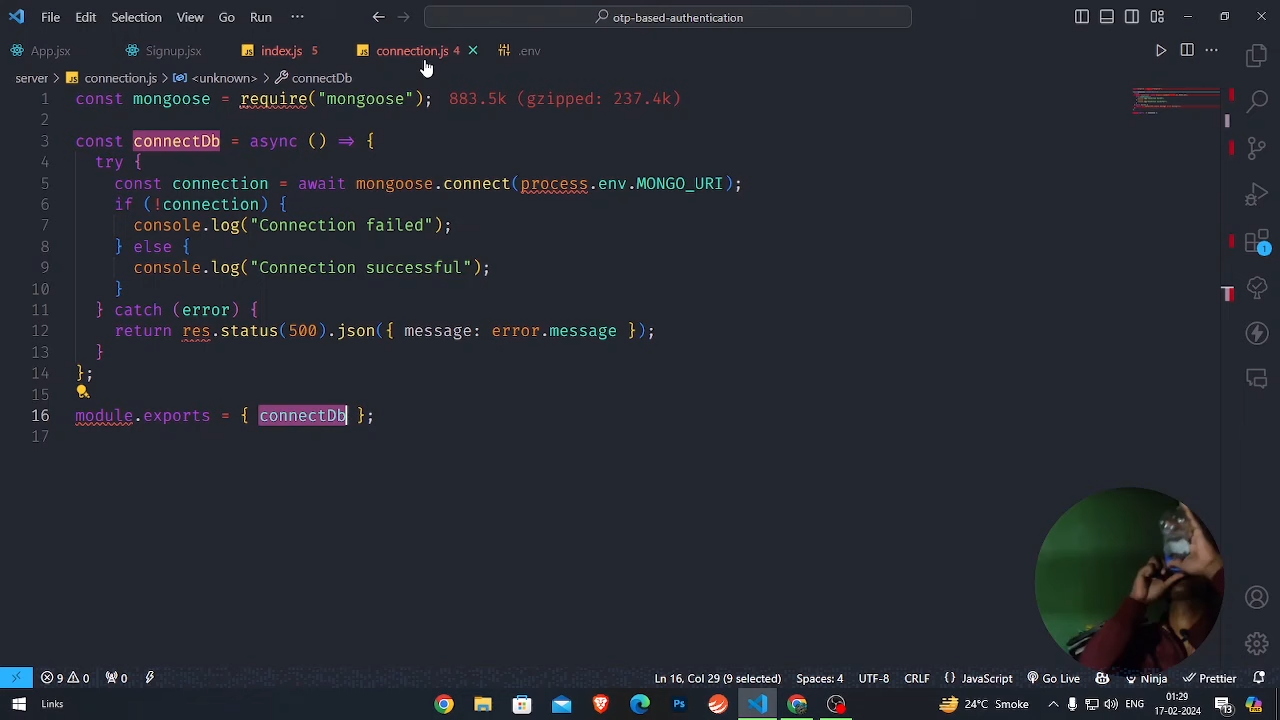 File Edit Selection View Go Run ··· otp-based-authentication
App.jsx Signup.jsx JS index.js 5 JS connection.js 4 .env
server > JS connection.js > <unknown> > connectDb
1 const mongoose = require("mongoose"); 883.5k (gzipped: 237.4k)
2
3 const connectDb = async () => {
4 try {
5 const connection = await mongoose.connect(process.env.MONGO_URI);
6 if (!connection) {
7 console.log("Connection failed");
8 } else {
9 console.log("Connection successful");
10 }
11 } catch (error) {
12 return res.status(500).json({ message: error.message });
13 }
14 };
15
16 module.exports = { connectDb };
17
1
9 0 0 Ln 16, Col 29 (9 selected) Spaces: 4 UTF-8 CRLF {} JavaScript Go Live Ninja Prettier
Links Ps 21°C Smoke ENG 01:29 17-02-2024